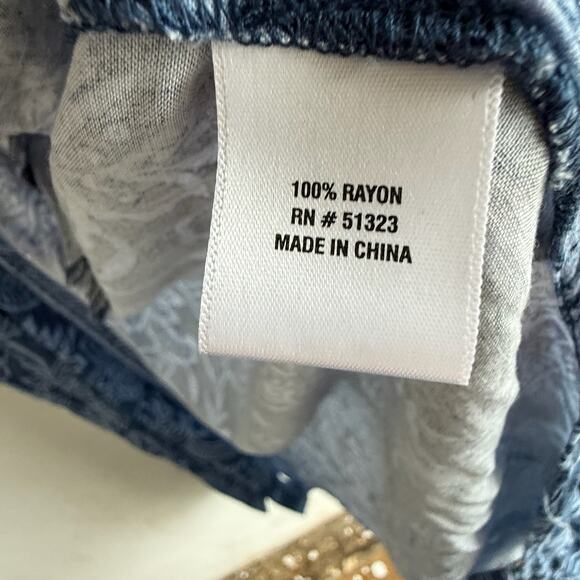 100% RAYON
RN # 51323
MADE IN CHINA